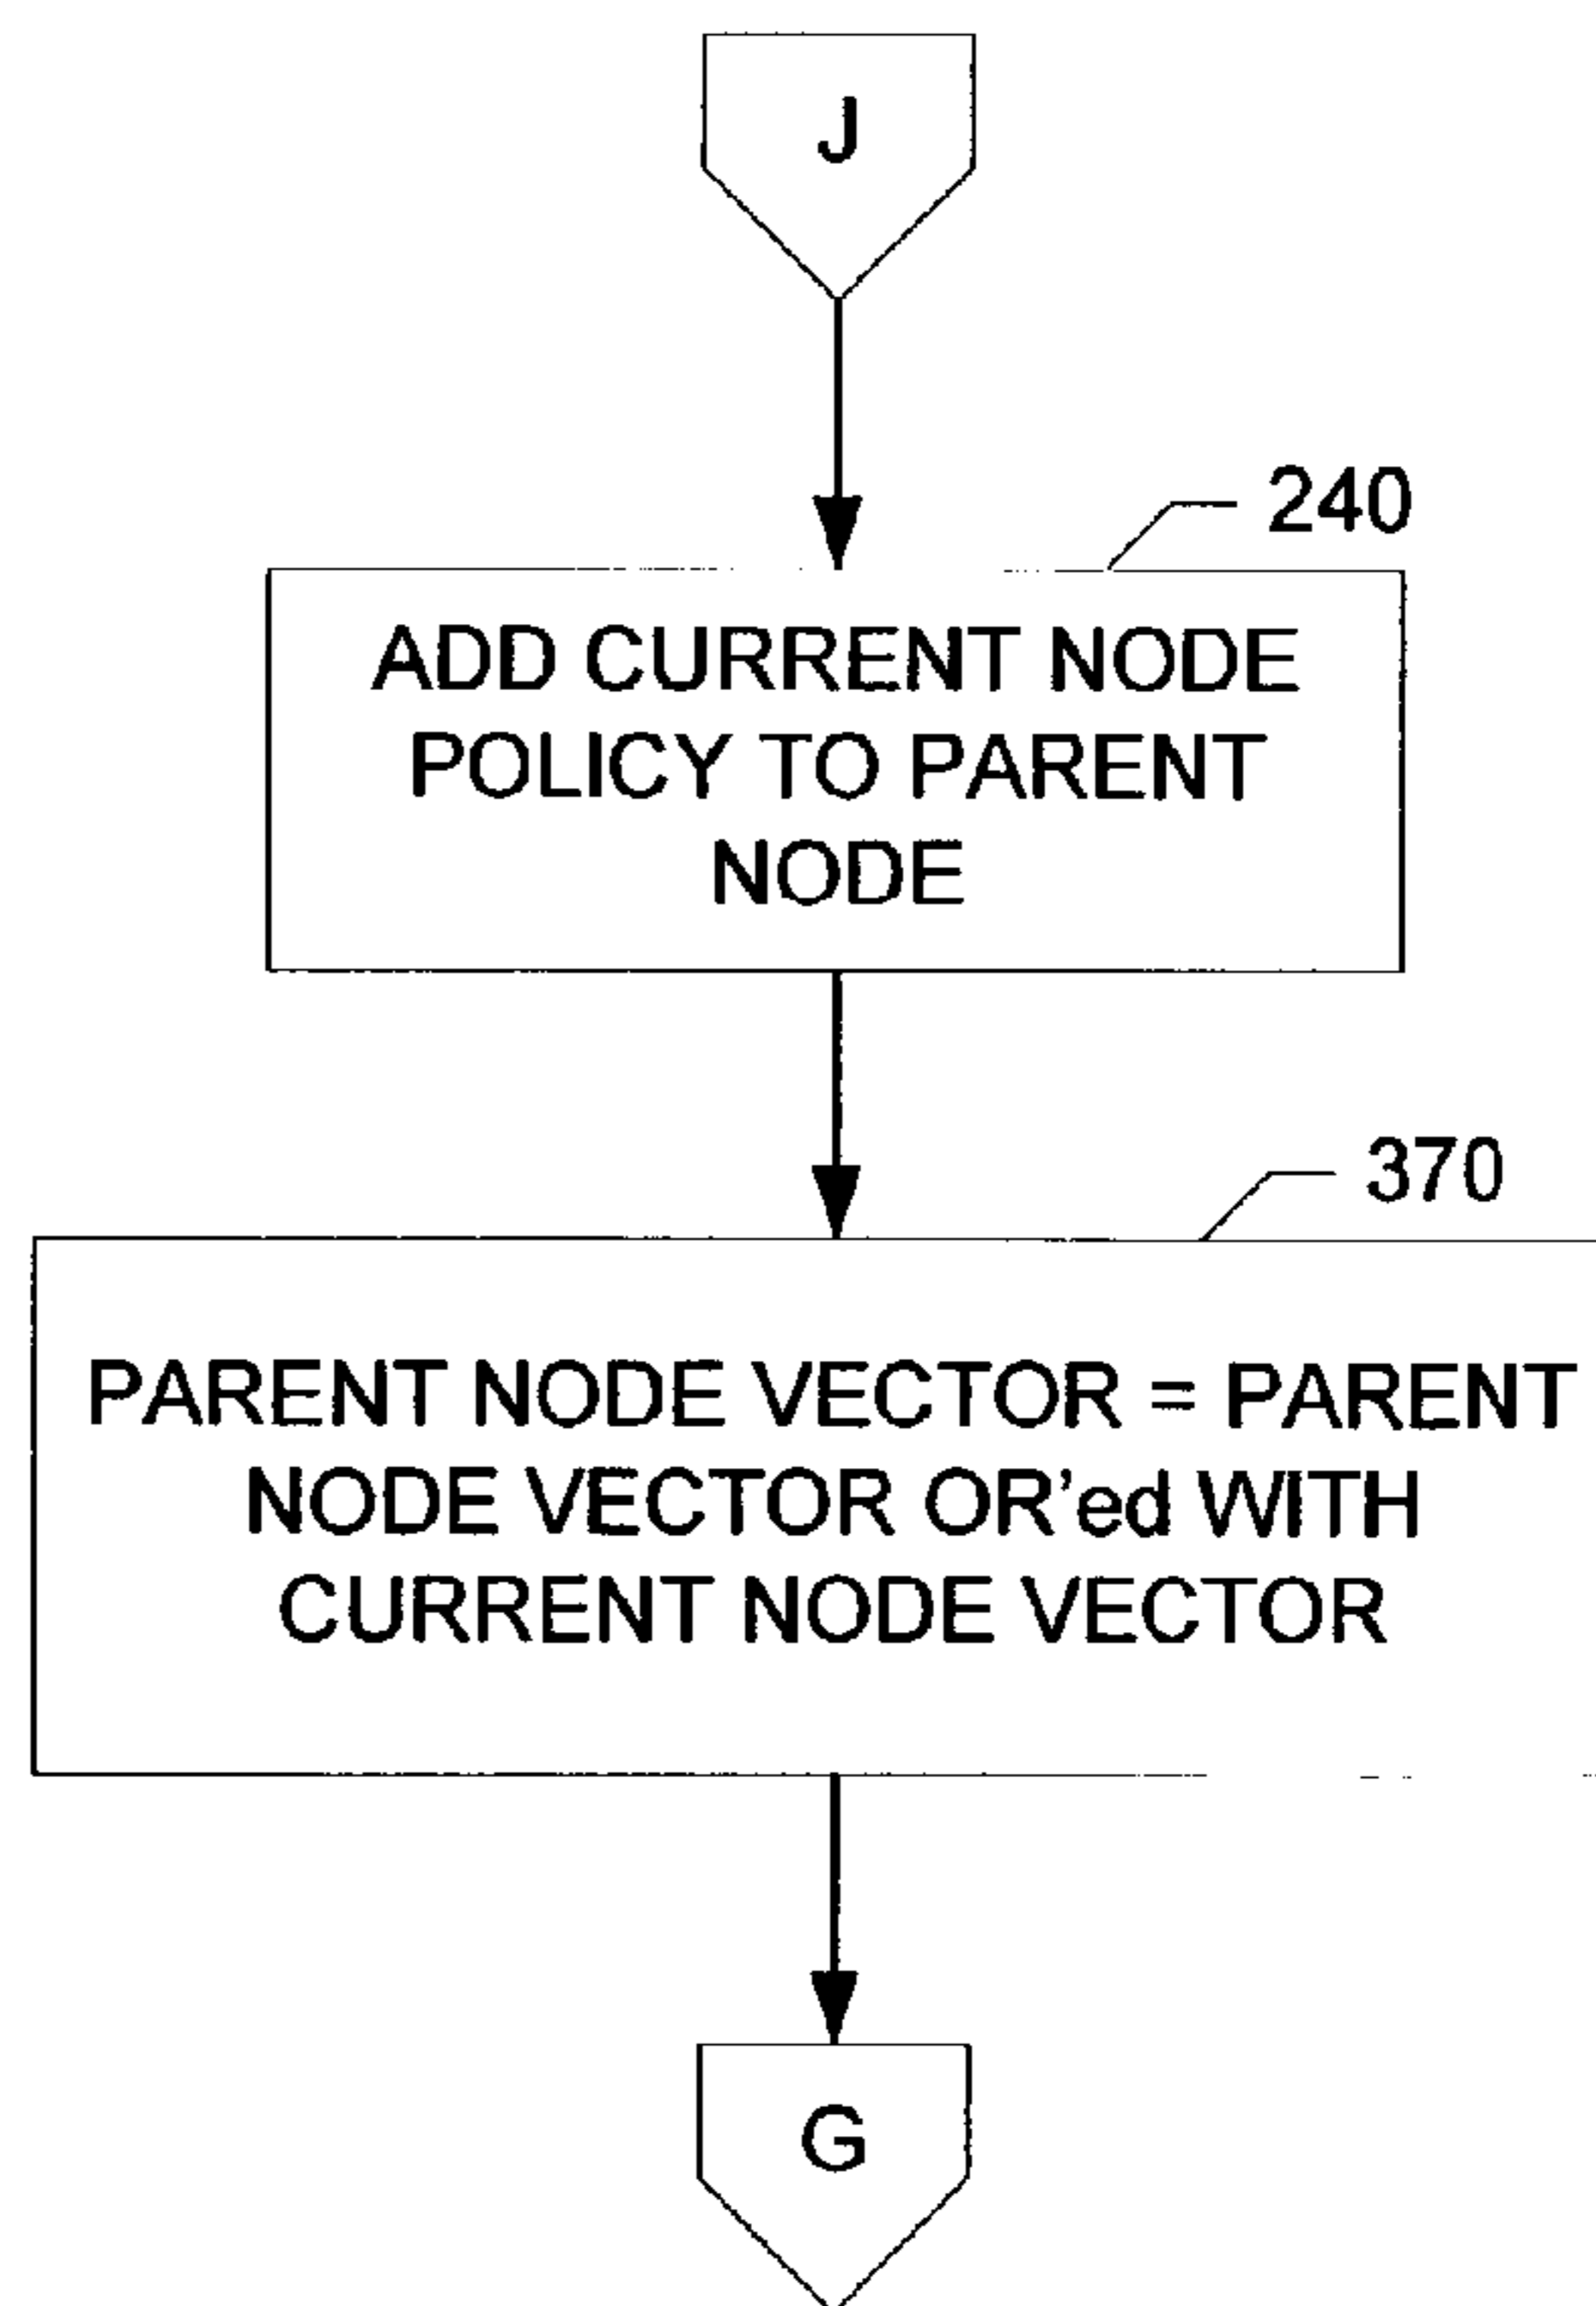 J
240
ADD CURRENT NODE
POLICY TO PARENT
NODE
370
PARENT NODE VECTOR = PARENT
NODE VECTOR OR'ed WITH
CURRENT NODE VECTOR
G